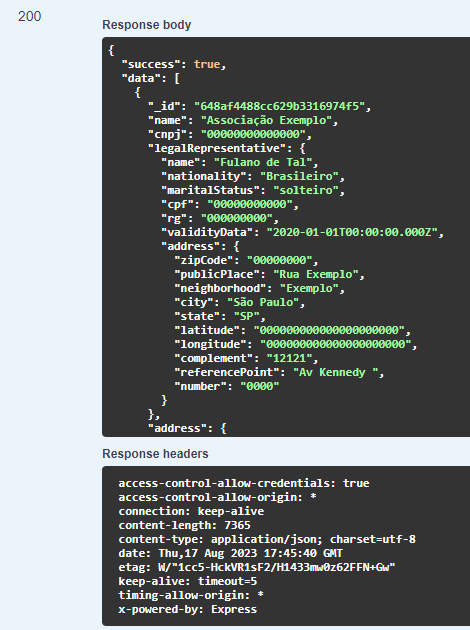 200
Response body
{
"success": true,
"data": [
{
"_id": "648af4488cc629b3316974f5",
"name": "Associação Exemplo",
"cnpj": "00000000000000",
"legalRepresentative": {
"name": "Fulano de Tal",
"nationality": "Brasileiro",
"maritalStatus": "solteiro",
"cpf": "00000000000",
"rg": "000000000",
"validityData": "2020-01-01T00:00:00.000Z",
"address": {
"zipCode": "00000000",
"publicPlace": "Rua Exemplo",
"neighborhood": "Exemplo",
"city": "São Paulo",
"state": "SP",
"latitude": "000000000000000000000",
"longitude": "000000000000000000000",
"complement": "12121",
"referencePoint": "Av Kennedy ",
"number": "0000"
}
},
"address": {
Response headers
access-control-allow-credentials: true
access-control-allow-origin: *
connection: keep-alive
content-length: 7365
content-type: application/json; charset=utf-8
date: Thu,17 Aug 2023 17:45:40 GMT
etag: W/"1cc5-HckVR1sF2/H1433mw0z62FFN+Gw"
keep-alive: timeout=5
timing-allow-origin: *
x-powered-by: Express